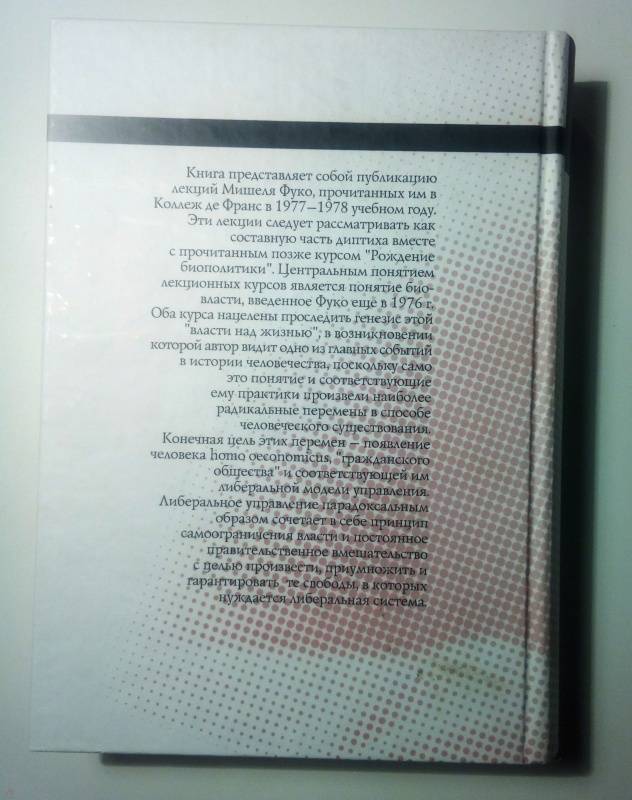 Книга представляет собой публикацию
лекций Мишеля Фуко, прочитанных им в
Коллеж де Франс в 1977—1978 учебном году.
Эти лекции следует рассматривать как
составную часть диптиха вместе
с прочитанным позже курсом "Рождение
биополитики". Центральным понятием
лекционных курсов является понятие био-
власти, введенное Фуко еще в 1976 г.
Оба курса нацелены проследить генезис этой
"власти над жизнью", в возникновении
которой автор видит одно из главных событий
в истории человечества, поскольку само
это понятие и соответствующие
ему практики произвели наиболее
радикальные перемены в способе
человеческого существования.
Конечная цель этих перемен — появление
человека homo oeconomicus, "гражданского
общества" и соответствующей им
либеральной модели управления.
Либеральное управление парадоксальным
образом сочетает в себе принцип
самоограничения власти и постоянное
правительственное вмешательство
с целью произвести, приумножить и
гарантировать те свободы, в которых
нуждается либеральная система.